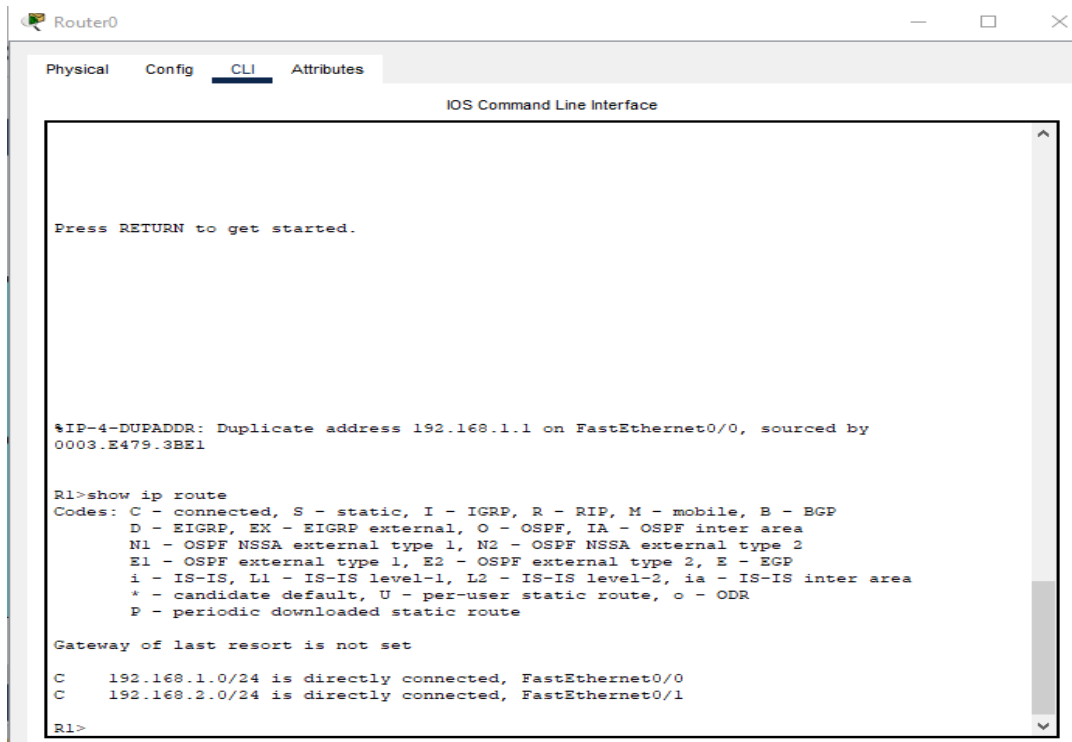 Router0
Physical Config CLI Attributes
IOS Command Line Interface
Press RETURN to get started.
%IP-4-DUPADDR: Duplicate address 192.168.1.1 on FastEthernet0/0, sourced by
0003.E479.3BE1
R1>show ip route
Codes: C - connected, S - static, I - IGRP, R - RIP, M - mobile, B - BGP
D - EIGRP, EX - EIGRP external, O - OSPF, IA - OSPF inter area
N1 - OSPF NSSA external type 1, N2 - OSPF NSSA external type 2
E1 - OSPF external type 1, E2 - OSPF external type 2, E - EGP
i - IS-IS, L1 - IS-IS level-1, L2 - IS-IS level-2, ia - IS-IS inter area
* - candidate default, U - per-user static route, o - ODR
P - periodic downloaded static route
Gateway of last resort is not set
C 192.168.1.0/24 is directly connected, FastEthernet0/0
C 192.168.2.0/24 is directly connected, FastEthernet0/1
R1>